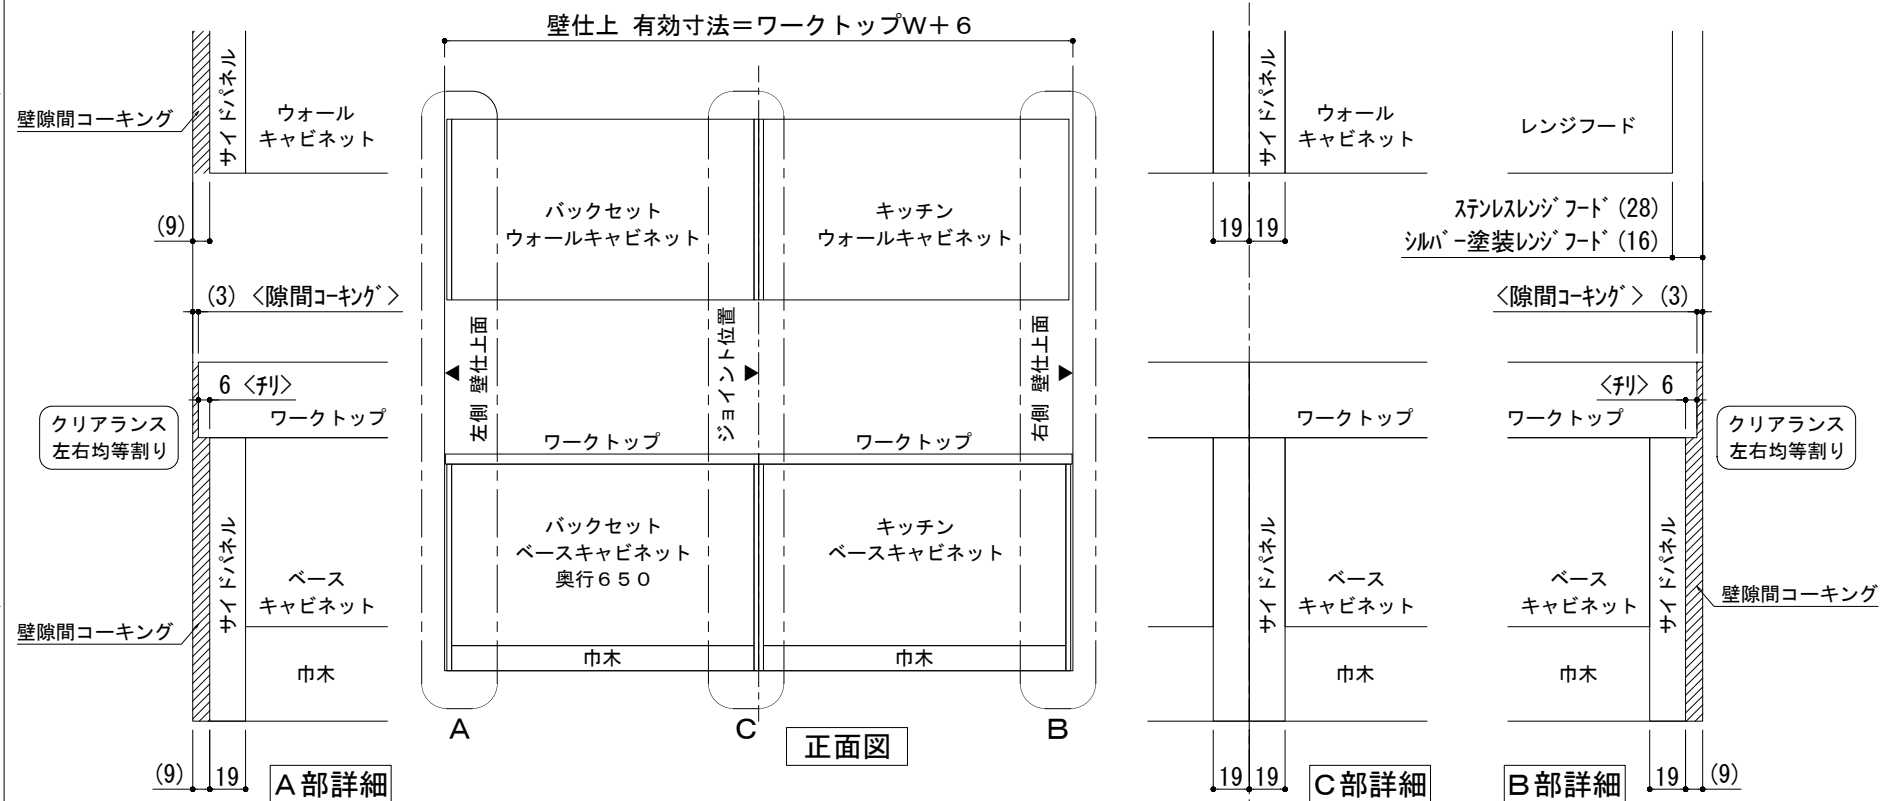 壁仕上 有効寸法＝ワークトップW＋６
壁隙間コーキング
サイドパネル
ウォール
キャビネット
(9)
(3) <隙間ｺｰｷﾝｸﾞ>
6 <ﾁﾘ>
ワークトップ
クリアランス
左右均等割り
サイドパネル
ベース
キャビネット
壁隙間コーキング
巾木
(9)
19
A部詳細
バックセット
ウォールキャビネット
キッチン
ウォールキャビネット
左側 壁仕上面
ジョイント位置
右側 壁仕上面
ワークトップ
ワークトップ
バックセット
ベースキャビネット
奥行６５０
キッチン
ベースキャビネット
巾木
巾木
A
C
B
正面図
サイドパネル
ウォール
キャビネット
19
19
ワークトップ
サイドパネル
ベース
キャビネット
巾木
19
19
C部詳細
レンジフード
ｽﾃﾝﾚｽﾚﾝｼﾞﾌｰﾄﾞ(28)
ｼﾙﾊﾞｰ塗装ﾚﾝｼﾞﾌｰﾄﾞ(16)
<隙間ｺｰｷﾝｸﾞ> (3)
<ﾁﾘ> 6
ワークトップ
クリアランス
左右均等割り
ベース
キャビネット
サイドパネル
壁隙間コーキング
巾木
19
(9)
B部詳細